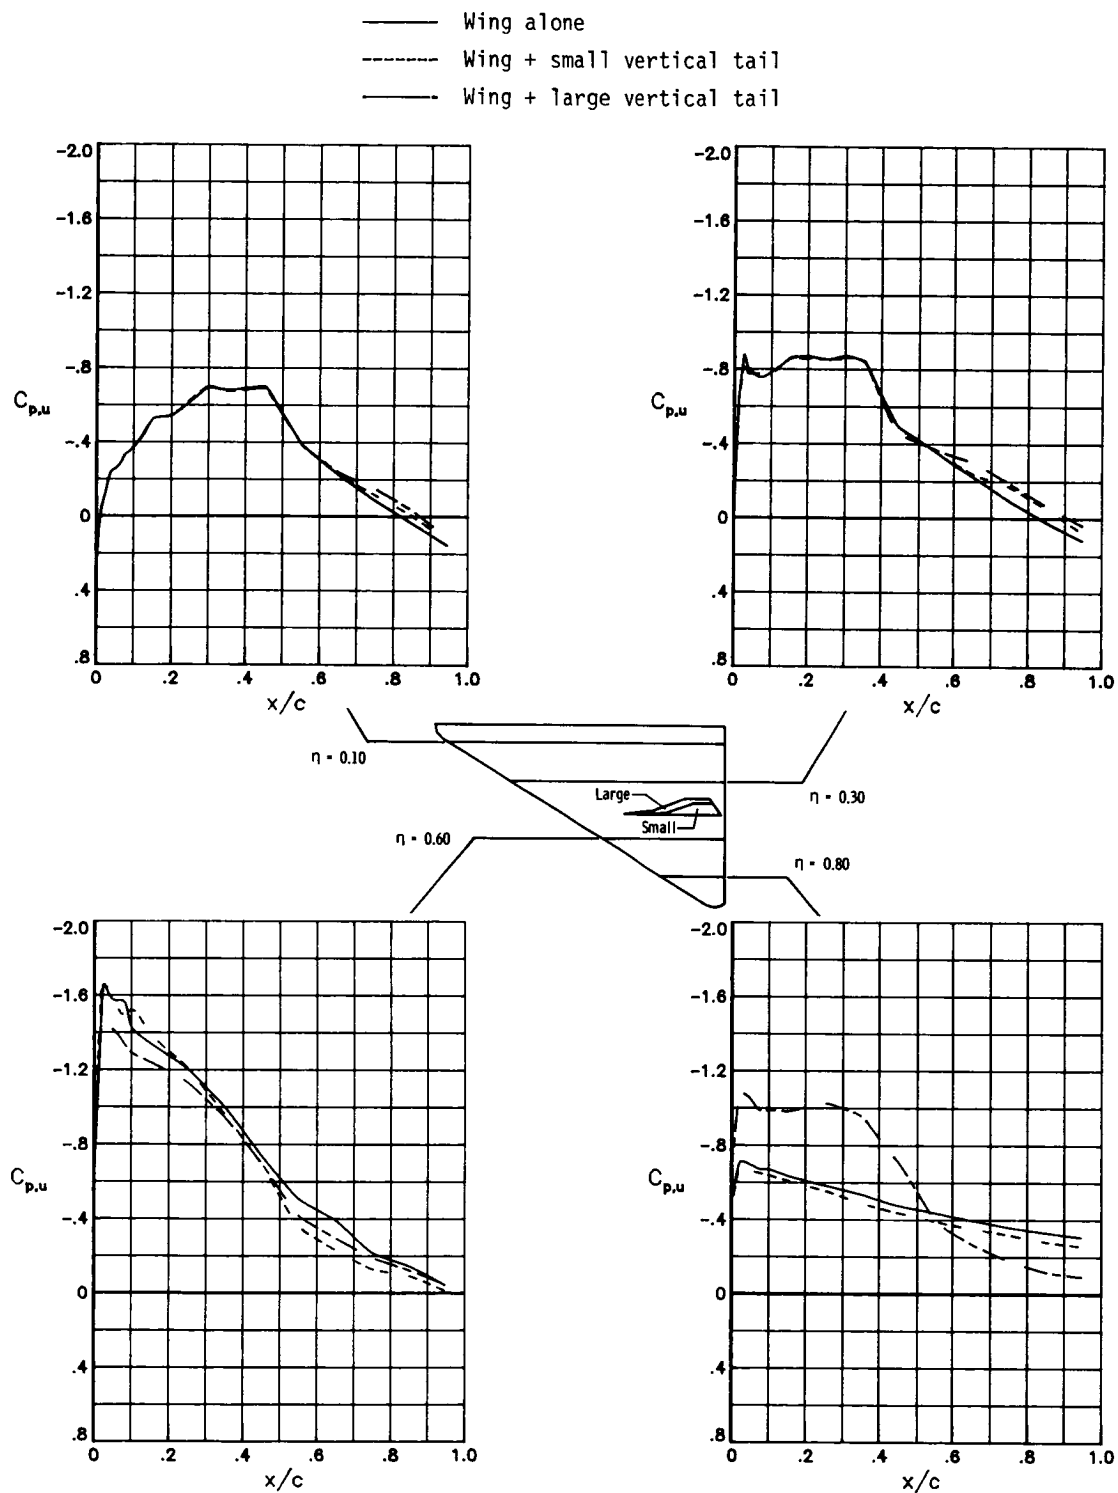 Wing alone
Wing + small vertical tail
Wing + large vertical tail
-2.0
-1.6
-1.2
-.8
C p,u
-.4
0
.4
.8
0 .2 .4 .6 .8 1.0
x/c
-2.0
-1.6
-1.2
-.8
C p,u
-.4
0
.4
.8
0 .2 .4 .6 .8 1.0
x/c
η - 0.10
Large
Small
η - 0.30
η - 0.60
η - 0.80
-2.0
-1.6
-1.2
-.8
C p,u
-.4
0
.4
.8
0 .2 .4 .6 .8 1.0
x/c
-2.0
-1.6
-1.2
-.8
C p,u
-.4
0
.4
.8
0 .2 .4 .6 .8 1.0
x/c